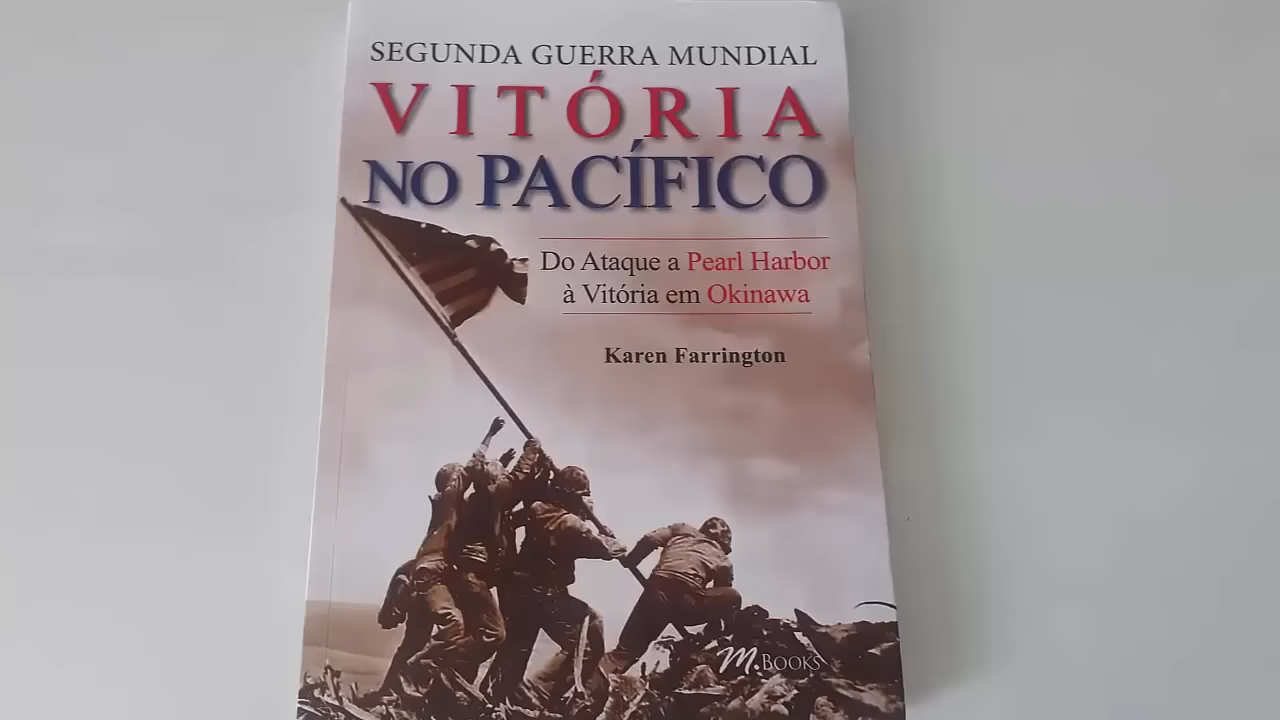 SEGUNDA GUERRA MUNDIAL
VITÓRIA
NO PACÍFICO
Do Ataque a Pearl Harbor
à Vitória em Okinawa
Karen Farrington
M.BOOKS